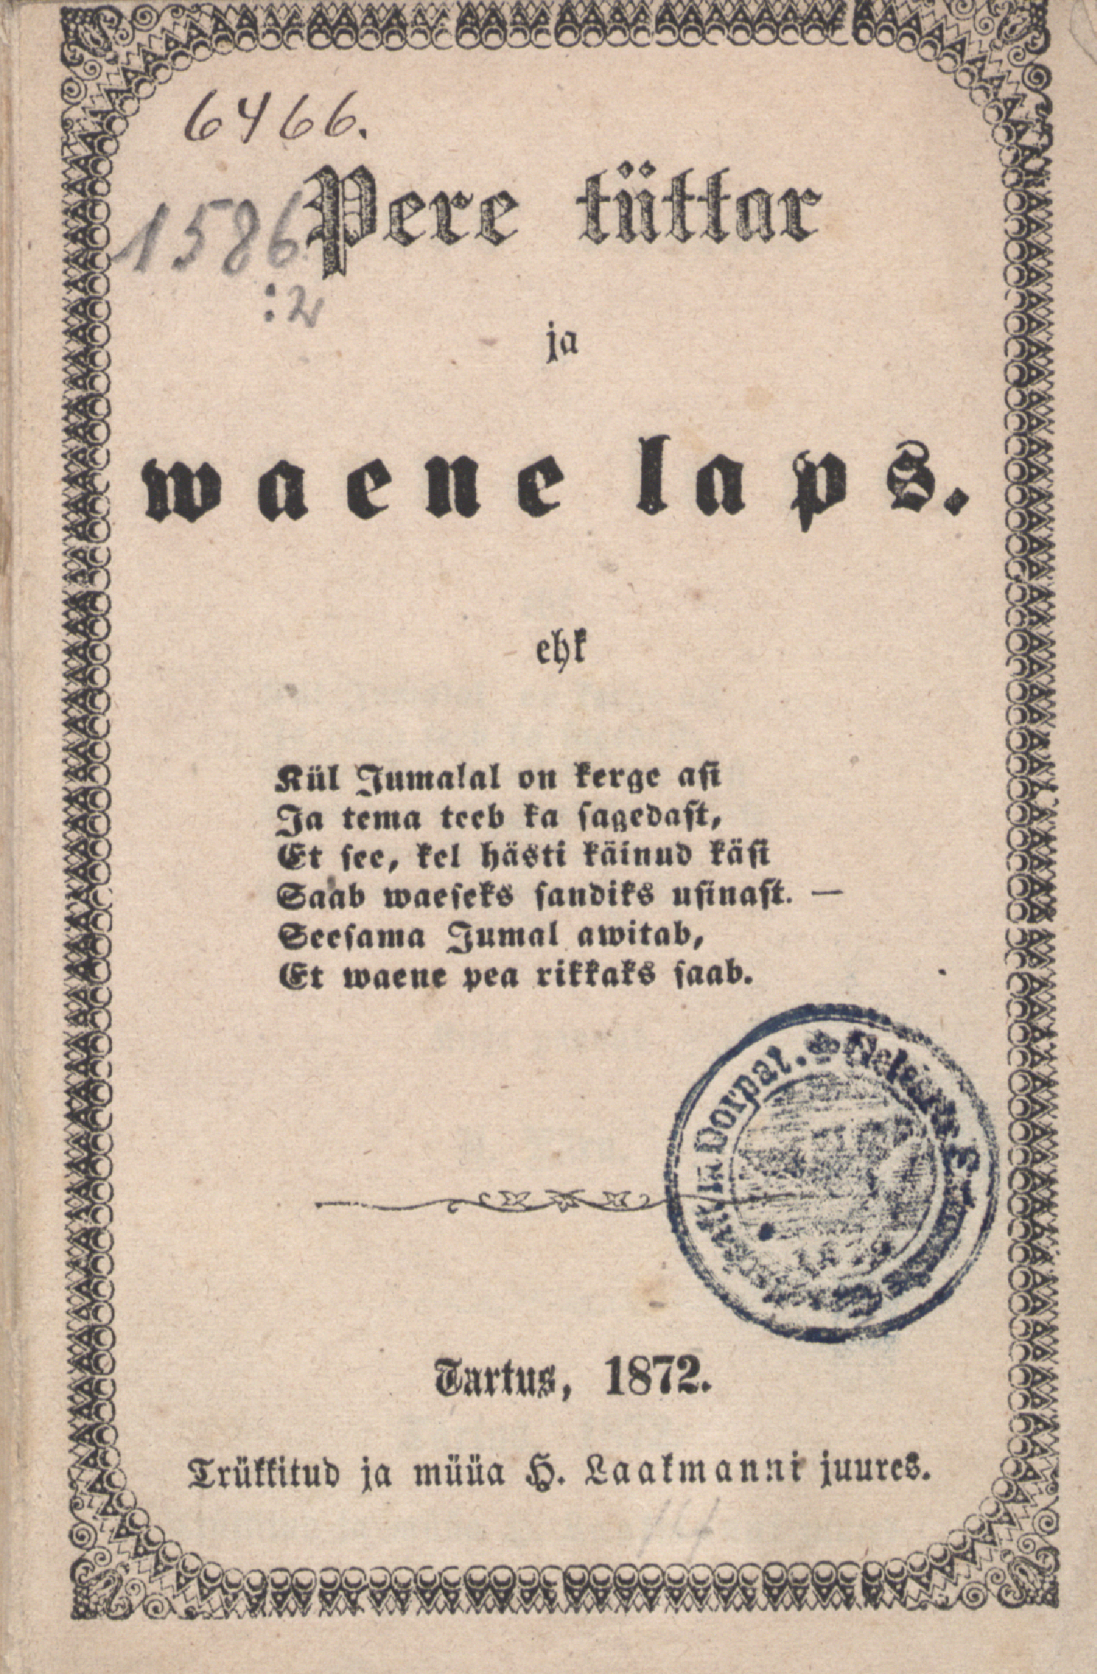 6466.
Pere tüttar
1586
:2
ja
waene laps.
ehk
Kül Jumalal on kerge asi
Ja tema teeb ka sagedast,
Et see, kel hästi käinud käsi
Saab waeseks sandiks usinast. —
Seesama Jumal awitab,
Et waene pea rikkaks saab.
in Dorpat.
Tartus, 1872.
Trükkitud ja müüa H. Laakmanni juures.